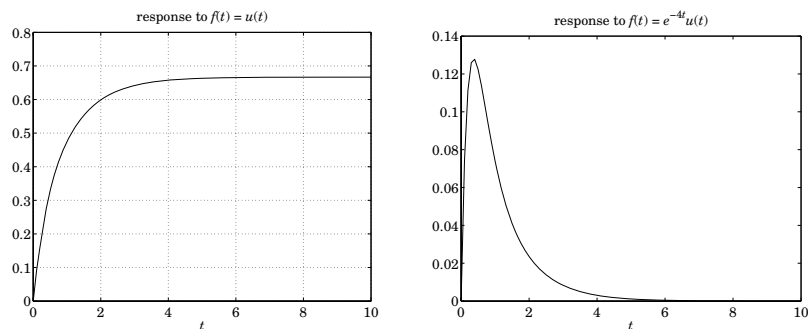 response to f(t) = u(t)
0.8
0.7
0.6
0.5
0.4
0.3
0.2
0.1
0
0 2 4 6 8 10
t
response to f(t) = e^{-4t}u(t)
0.14
0.12
0.1
0.08
0.06
0.04
0.02
0
0 2 4 6 8 10
t